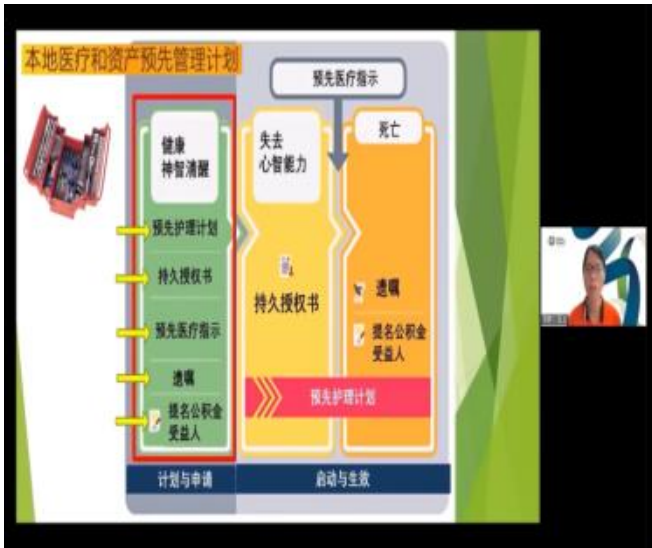 本地医疗和资产预先管理计划
预先医疗指示
健康
神智清醒
失去
心智能力
死亡
预先护理计划
持久授权书
预先医疗指示
遗嘱
提名公积金
受益人
持久授权书
遗嘱
提名公积金
受益人
预先护理计划
计划与申请
启动与生效